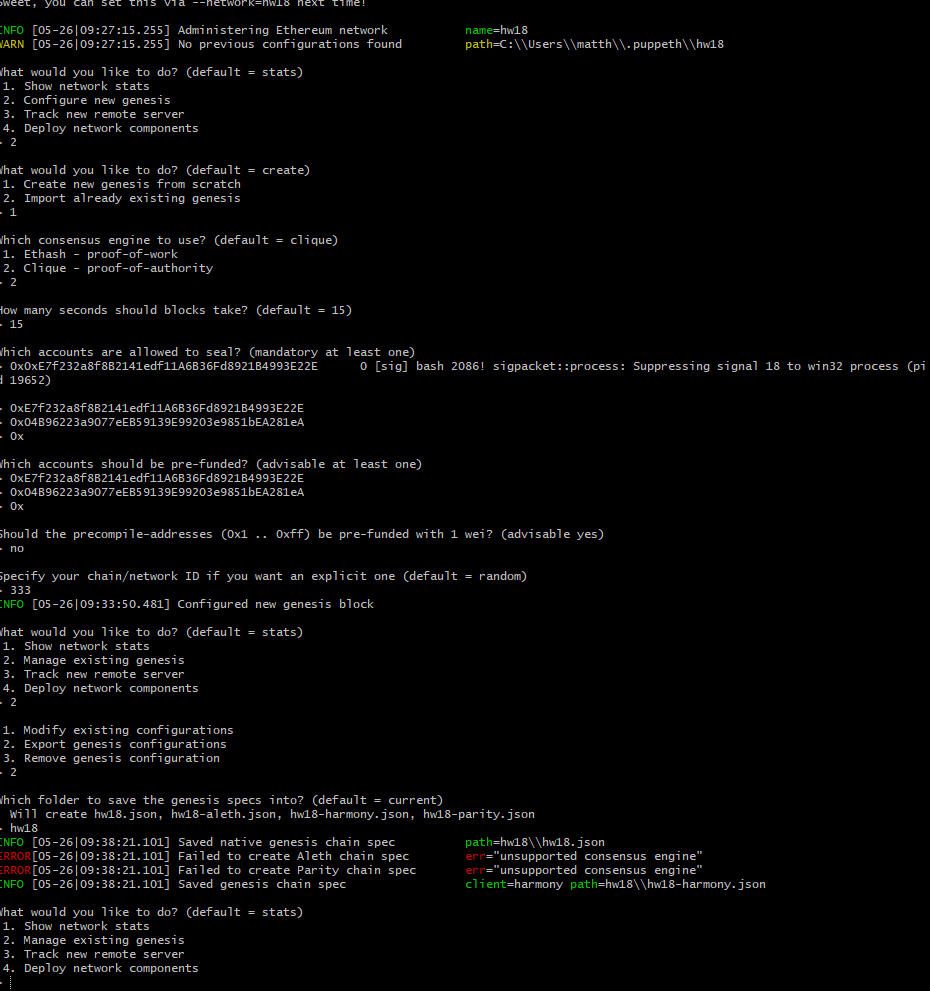 Sweet, you can set this via --network=hw18 next time!
INFO [05-26|09:27:15.255] Administering Ethereum network name=hw18
WARN [05-26|09:27:15.255] No previous configurations found path=C:\\Users\\matth\\.puppeth\\hw18
What would you like to do? (default = stats)
1. Show network stats
2. Configure new genesis
3. Track new remote server
4. Deploy network components
> 2
What would you like to do? (default = create)
1. Create new genesis from scratch
2. Import already existing genesis
> 1
Which consensus engine to use? (default = clique)
1. Ethash - proof-of-work
2. Clique - proof-of-authority
> 2
How many seconds should blocks take? (default = 15)
> 15
Which accounts are allowed to seal? (mandatory at least one)
> 0x0xE7f232a8f8B2141edf11A6B36Fd8921B4993E22E 0 [sig] bash 2086! sigpacket::process: Suppressing signal 18 to win32 process (pi
d 19652)
> 0xE7f232a8f8B2141edf11A6B36Fd8921B4993E22E
> 0x04B96223a9077eEB59139E99203e9851bEA281eA
> 0x
Which accounts should be pre-funded? (advisable at least one)
> 0xE7f232a8f8B2141edf11A6B36Fd8921B4993E22E
> 0x04B96223a9077eEB59139E99203e9851bEA281eA
> 0x
Should the precompile-addresses (0x1 .. 0xff) be pre-funded with 1 wei? (advisable yes)
> no
Specify your chain/network ID if you want an explicit one (default = random)
> 333
INFO [05-26|09:33:50.481] Configured new genesis block
What would you like to do? (default = stats)
1. Show network stats
2. Manage existing genesis
3. Track new remote server
4. Deploy network components
> 2
1. Modify existing configurations
2. Export genesis configurations
3. Remove genesis configuration
> 2
Which folder to save the genesis specs into? (default = current)
Will create hw18.json, hw18-aleth.json, hw18-harmony.json, hw18-parity.json
> hw18
INFO [05-26|09:38:21.101] Saved native genesis chain spec path=hw18\\hw18.json
ERROR[05-26|09:38:21.101] Failed to create Aleth chain spec err="unsupported consensus engine"
ERROR[05-26|09:38:21.101] Failed to create Parity chain spec err="unsupported consensus engine"
INFO [05-26|09:38:21.101] Saved genesis chain spec client=harmony path=hw18\\hw18-harmony.json
What would you like to do? (default = stats)
1. Show network stats
2. Manage existing genesis
3. Track new remote server
4. Deploy network components
>